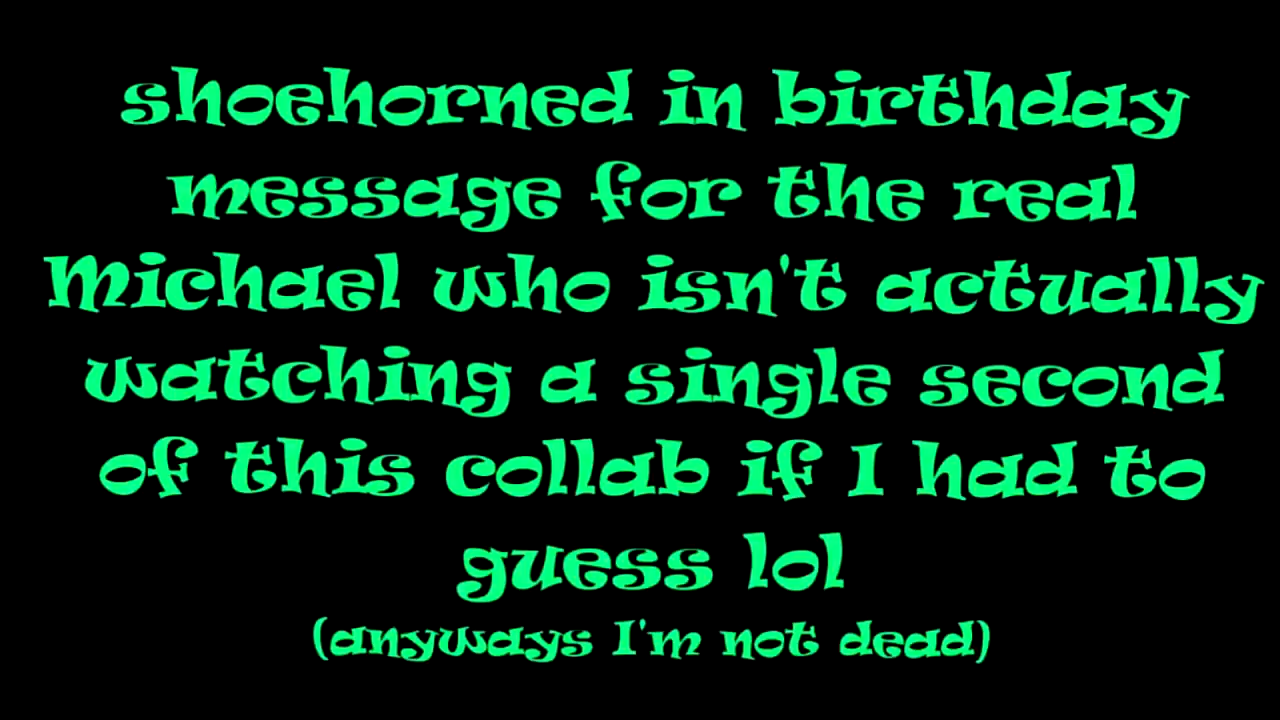 shoehorned in birthday
message for the real
Michael who isn't actually
watching a single second
of this collab if I had to
guess lol
(anyways I'm not dead)